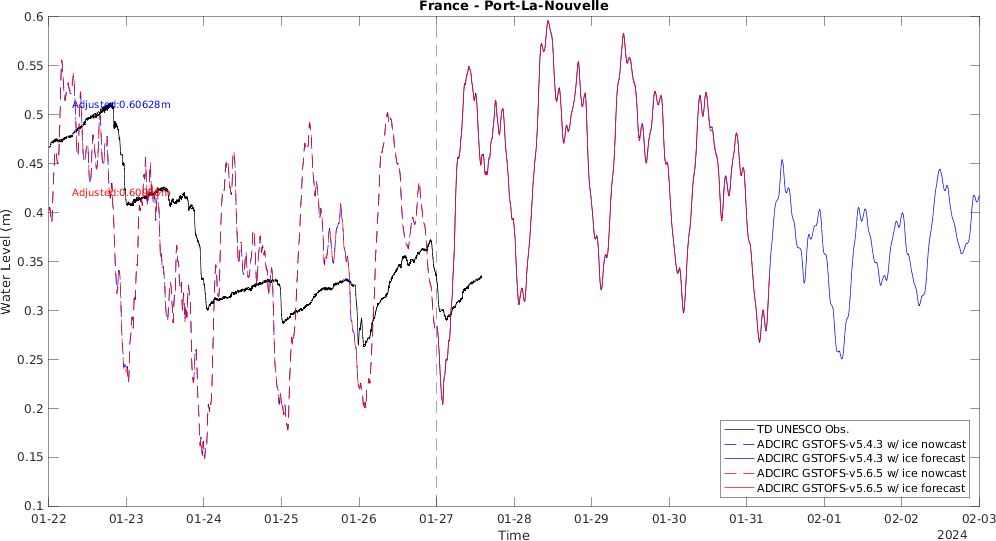 France - Port-La-Nouvelle
Water Level (m)
0.6
0.55
0.5
0.45
0.4
0.35
0.3
0.25
0.2
0.15
0.1
Adjusted:0.60628m
TD UNESCO Obs.
ADCIRC GSTOFS-v5.4.3 w/ ice nowcast
ADCIRC GSTOFS-v5.4.3 w/ ice forecast
ADCIRC GSTOFS-v5.6.5 w/ ice nowcast
ADCIRC GSTOFS-v5.6.5 w/ ice forecast
01-22 01-23 01-24 01-25 01-26 01-27 01-28 01-29 01-30 01-31 02-01 02-02 02-03
Time
2024